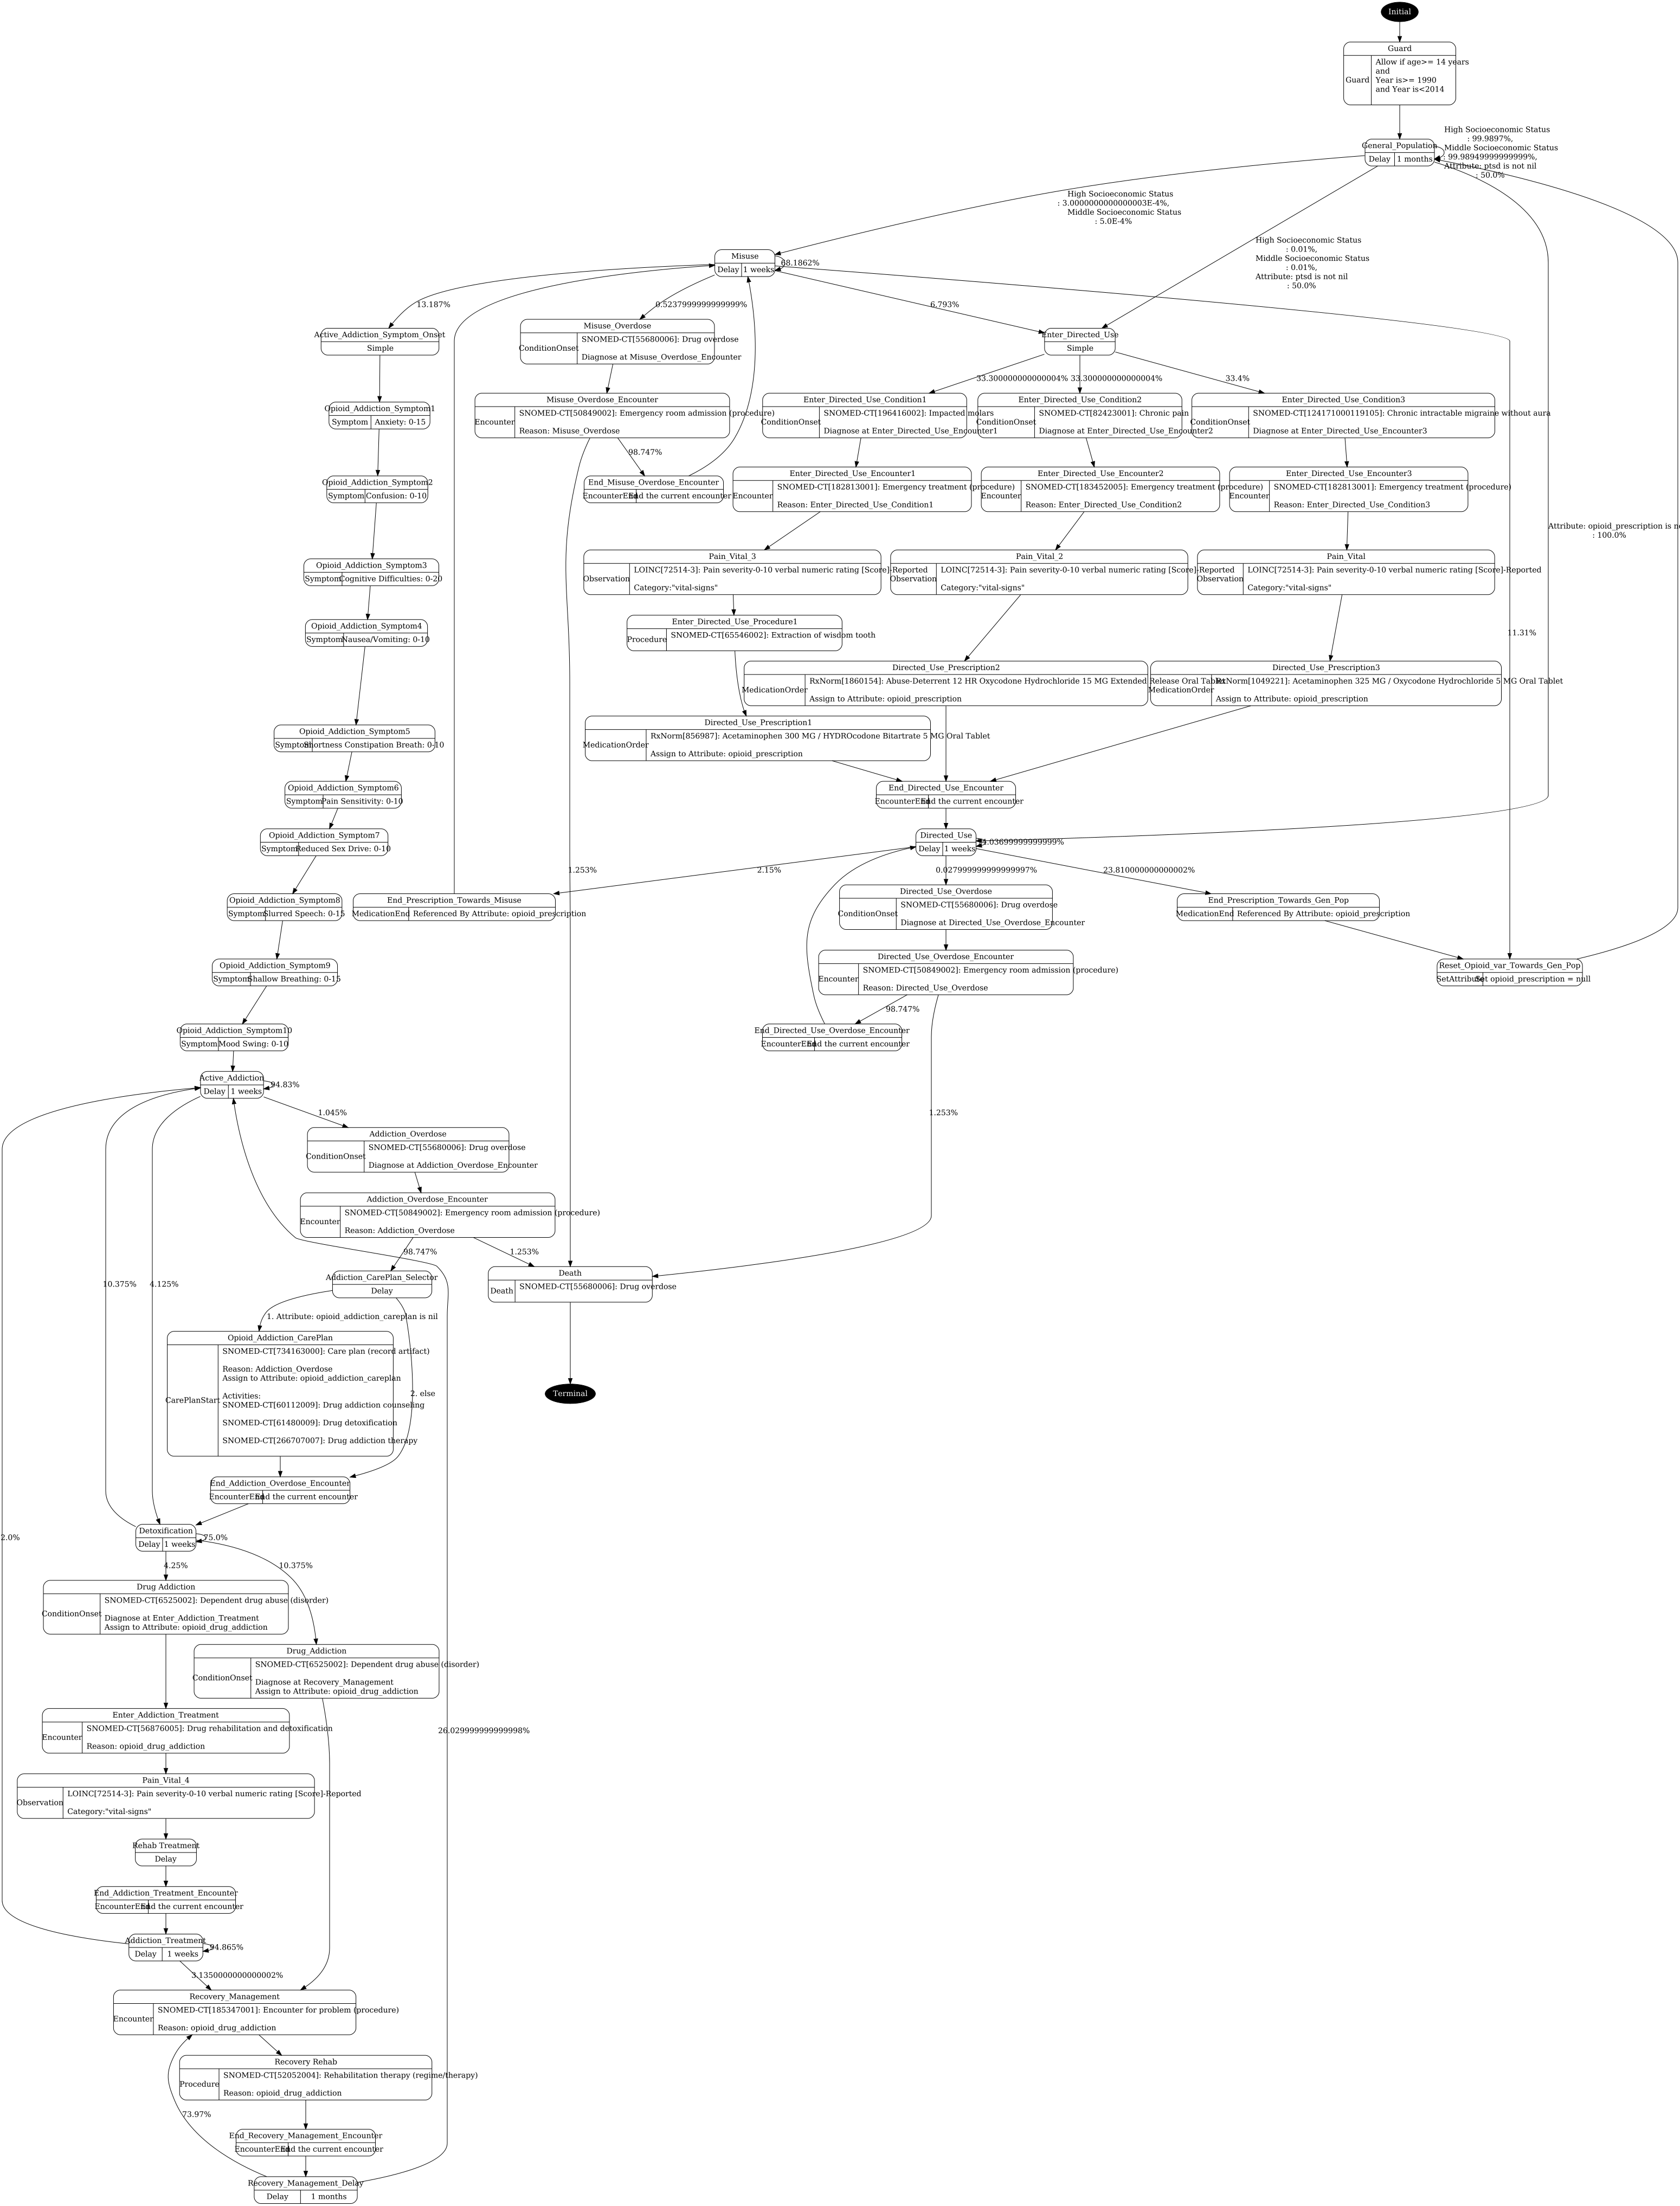 Initial
Guard
Guard
Allow if age>= 14 years
and
Year is>= 1990
and Year is<2014
General_Population
Delay
1 months
High Socioeconomic Status
: 99.9897%,
Middle Socioeconomic Status
: 99.98949999999999%,
Attribute: ptsd is not nil
: 50.0%
High Socioeconomic Status
: 3.0000000000000003E-4%,
Middle Socioeconomic Status
: 5.0E-4%
High Socioeconomic Status
: 0.01%,
Middle Socioeconomic Status
: 0.01%,
Attribute: ptsd is not nil
: 50.0%
Misuse
Delay
1 weeks
68.1862%
13.187%
0.5237999999999999%
6.793%
Active_Addiction_Symptom_Onset
Simple
Misuse_Overdose
ConditionOnset
SNOMED-CT[55680006]: Drug overdose
Diagnose at Misuse_Overdose_Encounter
Enter_Directed_Use
Simple
33.300000000000004%
33.300000000000004%
33.4%
Opioid_Addiction_Symptom1
Symptom
Anxiety: 0-15
Misuse_Overdose_Encounter
Encounter
SNOMED-CT[50849002]: Emergency room admission (procedure)
Reason: Misuse_Overdose
Enter_Directed_Use_Condition1
ConditionOnset
SNOMED-CT[196416002]: Impacted molars
Diagnose at Enter_Directed_Use_Encounter1
Enter_Directed_Use_Condition2
ConditionOnset
SNOMED-CT[82423001]: Chronic pain
Diagnose at Enter_Directed_Use_Encounter2
Enter_Directed_Use_Condition3
ConditionOnset
SNOMED-CT[124171000119105]: Chronic intractable migraine without aura
Diagnose at Enter_Directed_Use_Encounter3
98.747%
Opioid_Addiction_Symptom2
Symptom
Confusion: 0-10
End_Misuse_Overdose_Encounter
EncounterEnd
End the current encounter
Enter_Directed_Use_Encounter1
Encounter
SNOMED-CT[182813001]: Emergency treatment (procedure)
Reason: Enter_Directed_Use_Condition1
Enter_Directed_Use_Encounter2
Encounter
SNOMED-CT[183452005]: Emergency treatment (procedure)
Reason: Enter_Directed_Use_Condition2
Enter_Directed_Use_Encounter3
Encounter
SNOMED-CT[182813001]: Emergency treatment (procedure)
Reason: Enter_Directed_Use_Condition3
Attribute: opioid_prescription is no
: 100.0%
Opioid_Addiction_Symptom3
Symptom
Cognitive Difficulties: 0-20
Pain_Vital_3
Observation
LOINC[72514-3]: Pain severity-0-10 verbal numeric rating [Score]-Reported
Category:"vital-signs"
Pain_Vital_2
Observation
LOINC[72514-3]: Pain severity-0-10 verbal numeric rating [Score]-Reported
Category:"vital-signs"
Pain_Vital
Observation
LOINC[72514-3]: Pain severity-0-10 verbal numeric rating [Score]-Reported
Category:"vital-signs"
Opioid_Addiction_Symptom4
Symptom
Nasea/Vomiting: 0-10
Enter_Directed_Use_Procedure1
Procedure
SNOMED-CT[65546002]: Extraction of wisdom tooth
11.31%
Directed_Use_Prescription2
MedicationOrder
RxNorm[1860154]: Abuse-Deterrent 12 HR Oxycodone Hydrochloride 15 MG Extended Release Oral Tablet
Assign to Attribute: opioid_prescription
Directed_Use_Prescription3
MedicationOrder
RxNorm[1049221]: Acetaminophen 325 MG / Oxycodone Hydrochloride 5 MG Oral Tablet
Assign to Attribute: opioid_prescription
Opioid_Addiction_Symptom5
Symptom
Shortness Constipation Breath: 0-10
Directed_Use_Prescription1
MedicationOrder
RxNorm[856987]: Acetaminophen 300 MG / HYDROcodone Bitartrate 5 MG Oral Tablet
Assign to Attribute: opioid_prescription
Opioid_Addiction_Symptom6
Symptom
Pain Sensitivity: 0-10
End_Directed_Use_Encounter
EncounterEnd
End the current encounter
Opioid_Addiction_Symptom7
Symptom
Reduced Sex Drive: 0-10
Directed_Use
Delay
1 weeks
1.253%
2.15%
0.027999999999999997%
23.810000000000002%
Opioid_Addiction_Symptom8
Symptom
Slurred Speech: 0-15
End_Prescription_Towards_Misuse
MedicationEnd
Referenced By Attribute: opioid_prescription
Directed_Use_Overdose
ConditionOnset
SNOMED-CT[55680006]: Drug overdose
Diagnose at Directed_Use_Overdose_Encounter
End_Prescription_Towards_Gen_Pop
MedicationEnd
Referenced By Attribute: opioid_prescription
Opioid_Addiction_Symptom9
Symptom
Shallow Breathing: 0-15
Directed_Use_Overdose_Encounter
Encounter
SNOMED-CT[50849002]: Emergency room admission (procedure)
Reason: Directed_Use_Overdose
Reset_Opioid_var_Towards_Gen_Pop
SetAttribute
Set opioid_prescription = null
98.747%
Opioid_Addiction_Symptom10
Symptom
Mood Swing: 0-10
End_Directed_Use_Overdose_Encounter
EncounterEnd
End the current encounter
Active_Addiction
Delay
1 weeks
94.83%
1.045%
1.253%
Addiction_Overdose
ConditionOnset
SNOMED-CT[55680006]: Drug overdose
Diagnose at Addiction_Overdose_Encounter
Addiction_Overdose_Encounter
Encounter
SNOMED-CT[50849002]: Emergency room admission (procedure)
Reason: Addiction_Overdose
98.747%
1.253%
10.375%
4.125%
Addiction_CarePlan_Selector
Delay
Death
Death
SNOMED-CT[55680006]: Drug overdose
1. Attribute: opioid_addiction_careplan is nil
Opioid_Addiction_CarePlan
CarePlanStart
SNOMED-CT[734163000]: Care plan (record artifact)
Reason: Addiction_Overdose
Assign to Attribute: opioid_addiction_careplan
Activities:
SNOMED-CT[60112009]: Drug addiction counseling
SNOMED-CT[61480009]: Drug detoxification
SNOMED-CT[266707007]: Drug addiction therapy
2. else
Terminal
End_Addiction_Overdose_Encounter
EncounterEnd
End the current encounter
Detoxification
Delay
1 weeks
75.0%
2.0%
4.25%
10.375%
Drug Addiction
ConditionOnset
SNOMED-CT[6525002]: Dependent drug abuse (disorder)
Diagnose at Enter_Addiction_Treatment
Assign to Attribute: opioid_drug_addiction
Drug_Addiction
ConditionOnset
SNOMED-CT[6525002]: Dependent drug abuse (disorder)
Diagnose at Recovery_Management
Assign to Attribute: opioid_drug_addiction
Enter_Addiction_Treatment
Encounter
SNOMED-CT[56876005]: Drug rehabilitation and detoxification
Reason: opioid_drug_addiction
26.029999999999998%
Pain_Vital_4
Observation
LOINC[72514-3]: Pain severity-0-10 verbal numeric rating [Score]-Reported
Category:"vital-signs"
Rehab Treatment
Delay
End_Addiction_Treatment_Encounter
EncounterEnd
End the current encounter
Addiction_Treatment
Delay
1 weeks
94.865%
3.1350000000000002%
Recovery_Management
Encounter
SNOMED-CT[185347001]: Encounter for problem (procedure)
Reason: opioid_drug_addiction
Recovery Rehab
Procedure
SNOMED-CT[52052004]: Rehabilitation therapy (regime/therapy)
Reason: opioid_drug_addiction
73.97%
End_Recovery_Management_Encounter
EncounterEnd
End the current encounter
Recovery_Management_Delay
Delay
1 months